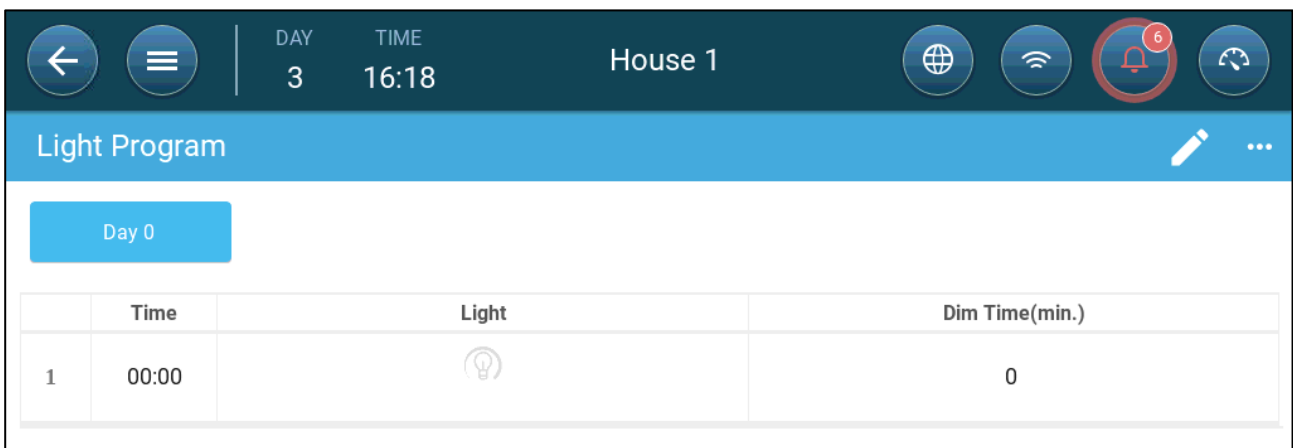 DAY TIME
3 16:18 House 1 6
Light Program
Day 0
Time Light Dim Time(min.)
1 00:00 0